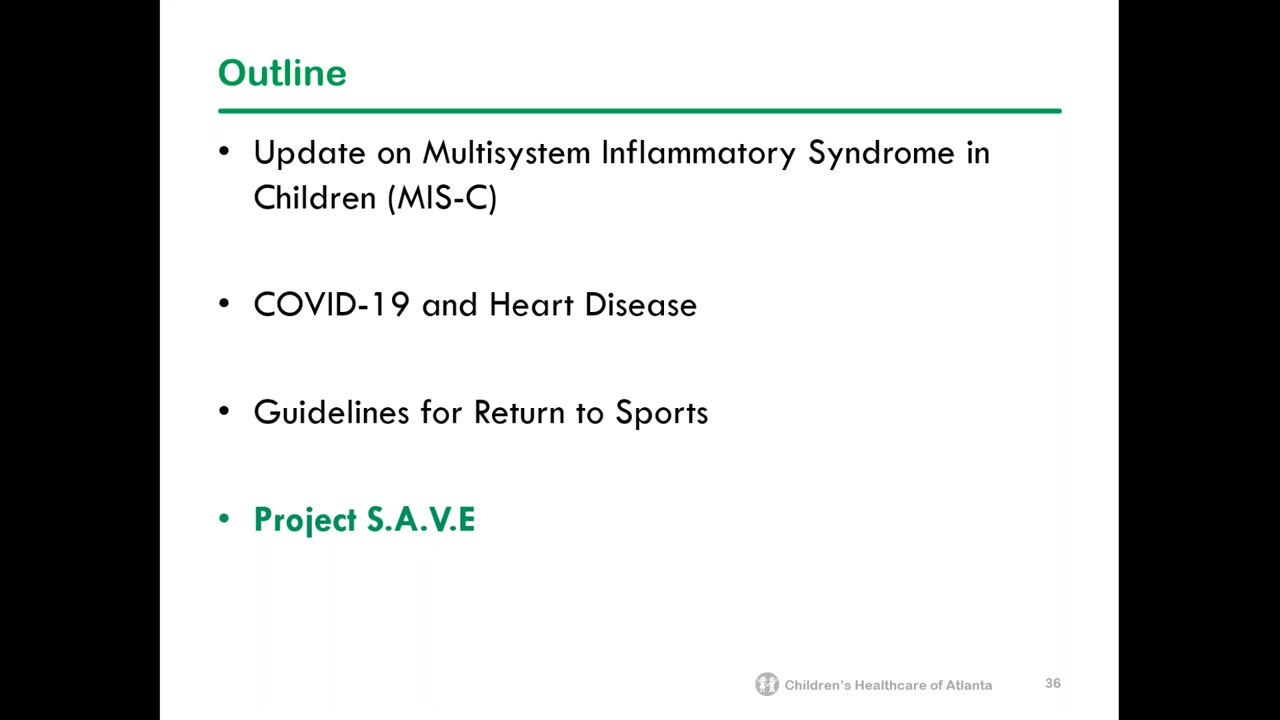 Outline
• Update on Multisystem Inflammatory Syndrome in
Children (MIS-C)
• COVID-19 and Heart Disease
• Guidelines for Return to Sports
• Project S.A.V.E
Children's Healthcare of Atlanta 36